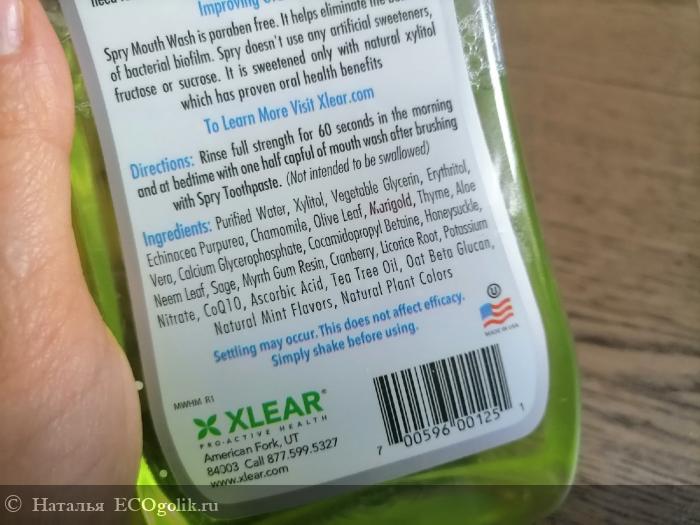 Improving
Spry Mouth Wash is paraben free. It helps eliminate the
of bacterial biofilm. Spry doesn't use any artificial sweeteners,
fructose or sucrose. It is sweetened only with natural xylitol
which has proven oral health benefits
To Learn More Visit Xlear.com
Directions: Rinse full strength for 60 seconds in the morning
and at bedtime with one half capful of mouth wash after brushing
with Spry Toothpaste. (Not intended to be swallowed)
Ingredients: Purified Water, Xylitol, Vegetable Glycerin, Erythritol,
Echinocea Purpurea, Chamomile, Olive Leaf, Marigold, Thyme, Aloe
Vera, Calcium Glycerophosphate, Cocamidopropyl Betaine, Honeysuckle,
Neem Leaf, Sage, Myrrh Gum Resin, Cranberry, Licorice Root, Potassium
Nitrate, CoQ10, Ascorbic Acid, Tea Tree Oil, Oat Beta Glucan,
Natural Mint Flavors, Natural Plant Colors
Settling may occur. This does not affect efficacy.
Simply shake before using.
U
MADE IN USA
MWHM R1
XLEAR®
PRO-ACTIVE HEALTH
American Fork, UT
84003 Call 877.599.5327
www.xlear.com
7 00596 00125 1
© Наталья ECOgolik.ru